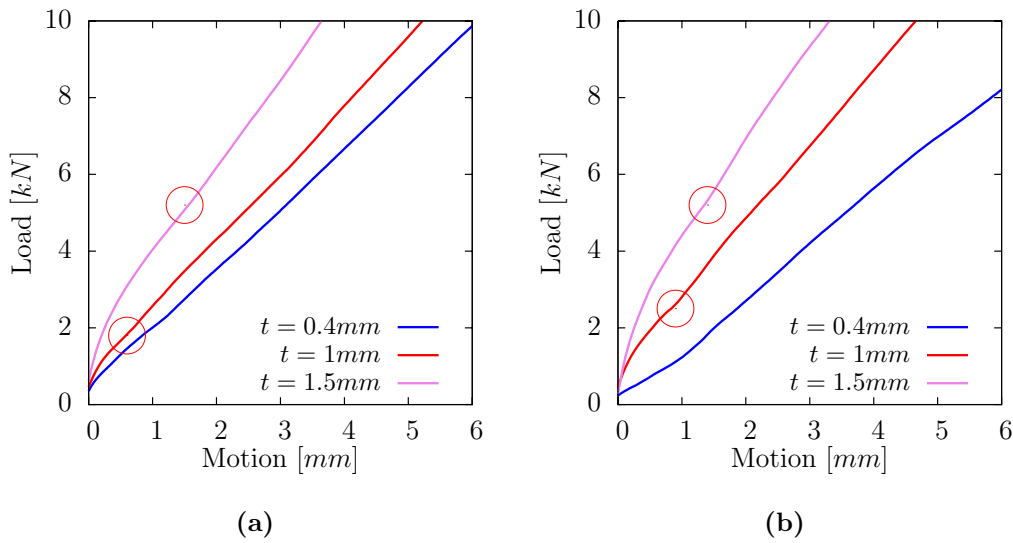 10
8
6
4
2
0
0 1 2 3 4 5 6
Load [kN]
Motion [mm]
t = 0.4mm
t = 1mm
t = 1.5mm
(a)
10
8
6
4
2
0
0 1 2 3 4 5 6
Load [kN]
Motion [mm]
t = 0.4mm
t = 1mm
t = 1.5mm
(b)